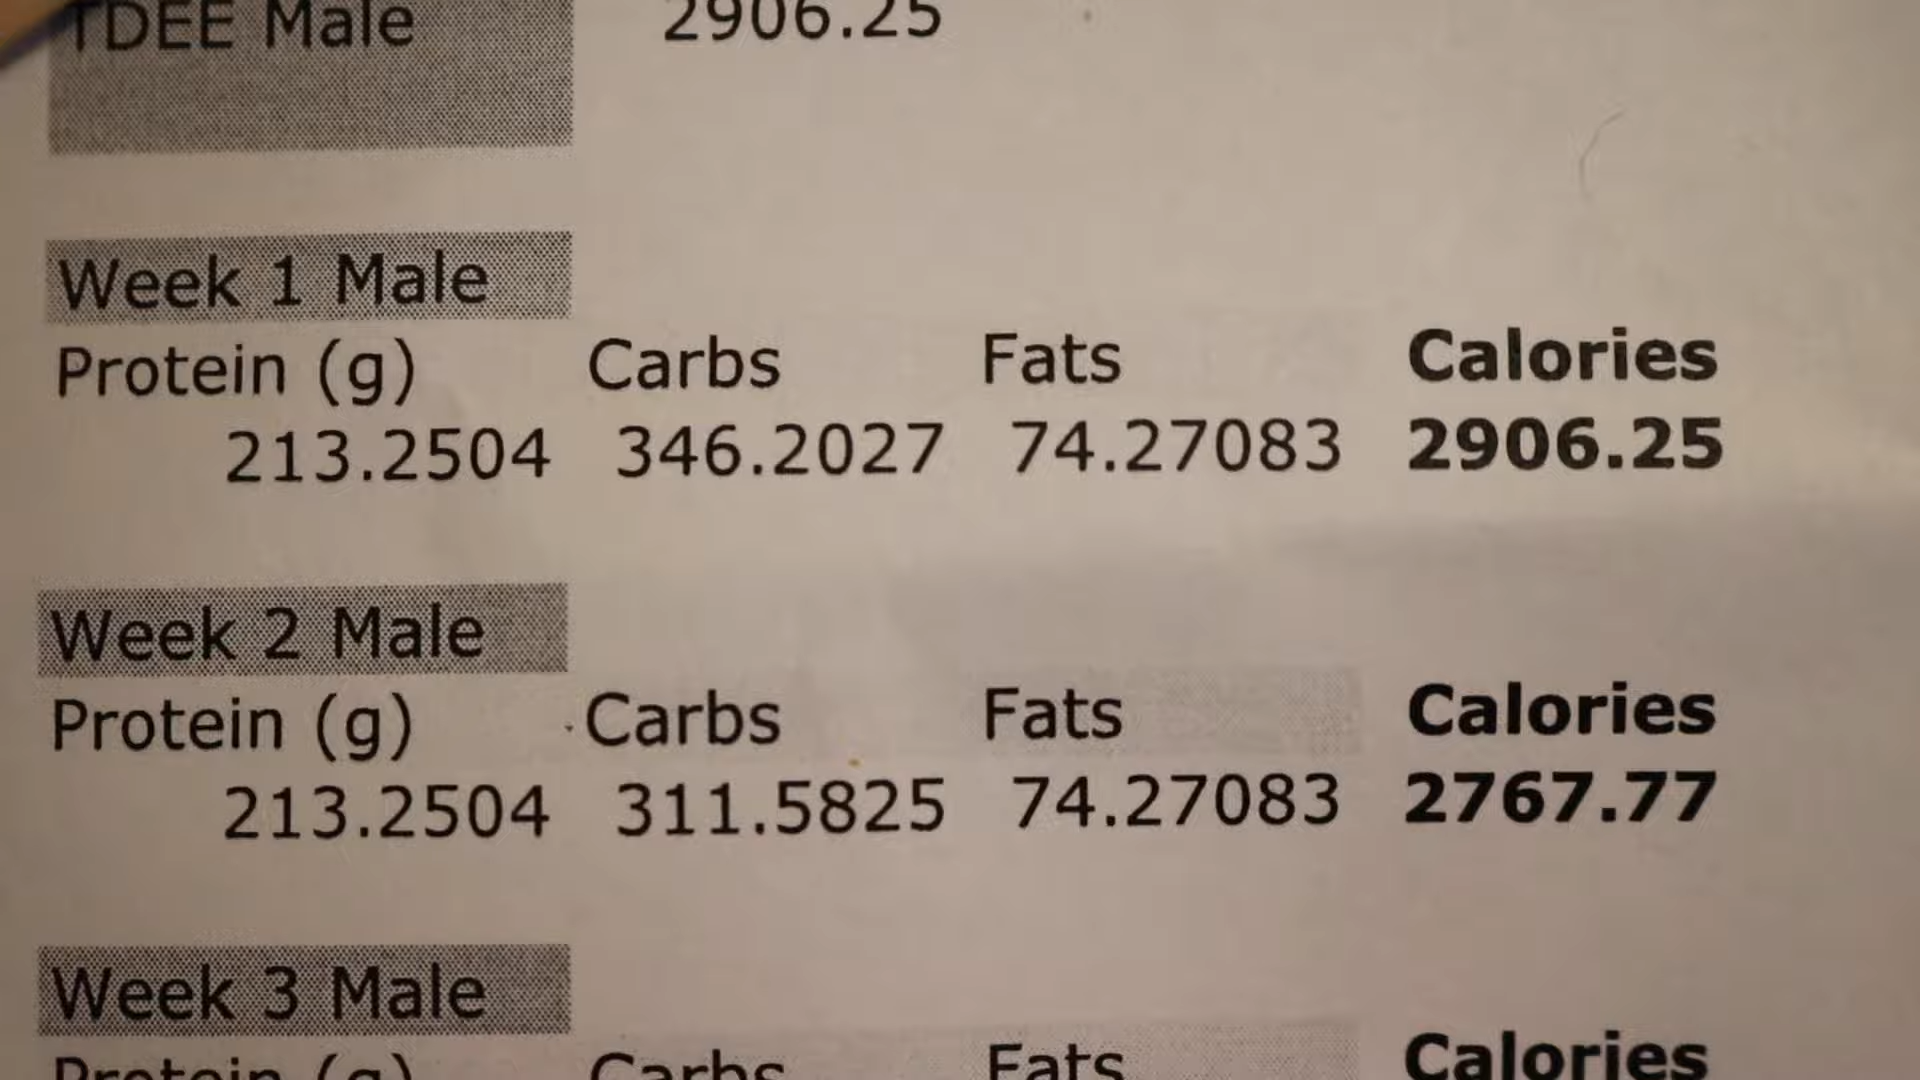 TDEE Male 2906.25
Week 1 Male
Protein (g) Carbs Fats Calories
213.2504 346.2027 74.27083 2906.25
Week 2 Male
Protein (g) Carbs Fats Calories
213.2504 311.5825 74.27083 2767.77
Week 3 Male
Protein (g) Carbs Fats Calories